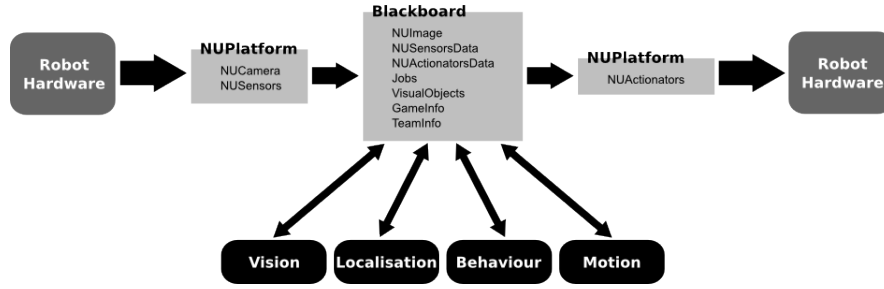 Robot
Hardware
NUPlatform
NUCamera
NUSensors
Blackboard
NUImage
NUSensorsData
NUActionatorsData
Jobs
VisualObjects
GameInfo
TeamInfo
NUPlatform
NUActionators
Robot
Hardware
Vision
Localisation
Behaviour
Motion